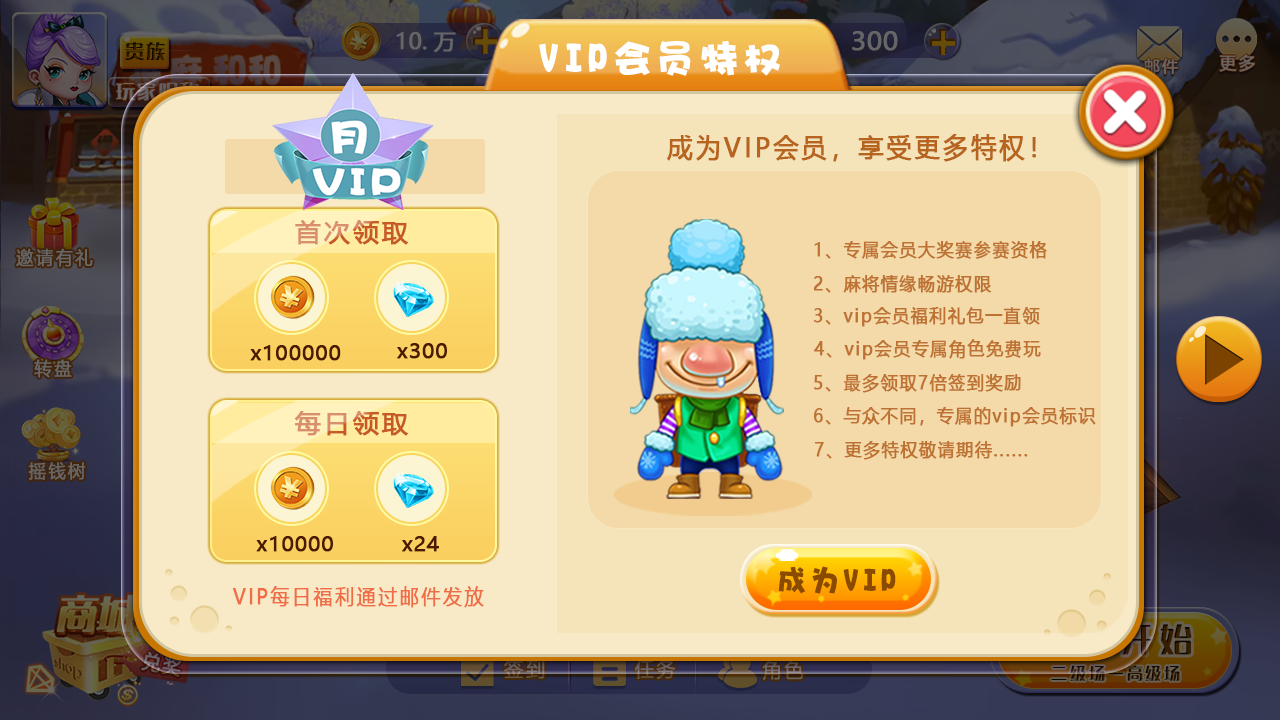 贵族
10.万
300
VIP会员特权
邮件
更多
月
VIP
成为VIP会员，享受更多特权！
首次领取
x100000
x300
每日领取
x10000
x24
VIP每日福利通过邮件发放
1、专属会员大奖赛参赛资格
2、麻将情缘畅游权限
3、vip会员福利礼包一直领
4、vip会员专属角色免费玩
5、最多领取7倍签到奖励
6、与众不同，专属的vip会员标识
7、更多特权敬请期待......
成为VIP
邀请有礼
转盘
摇钱树
商城
shop
兑奖
签到
任务
角色
开始
二级场—高级场